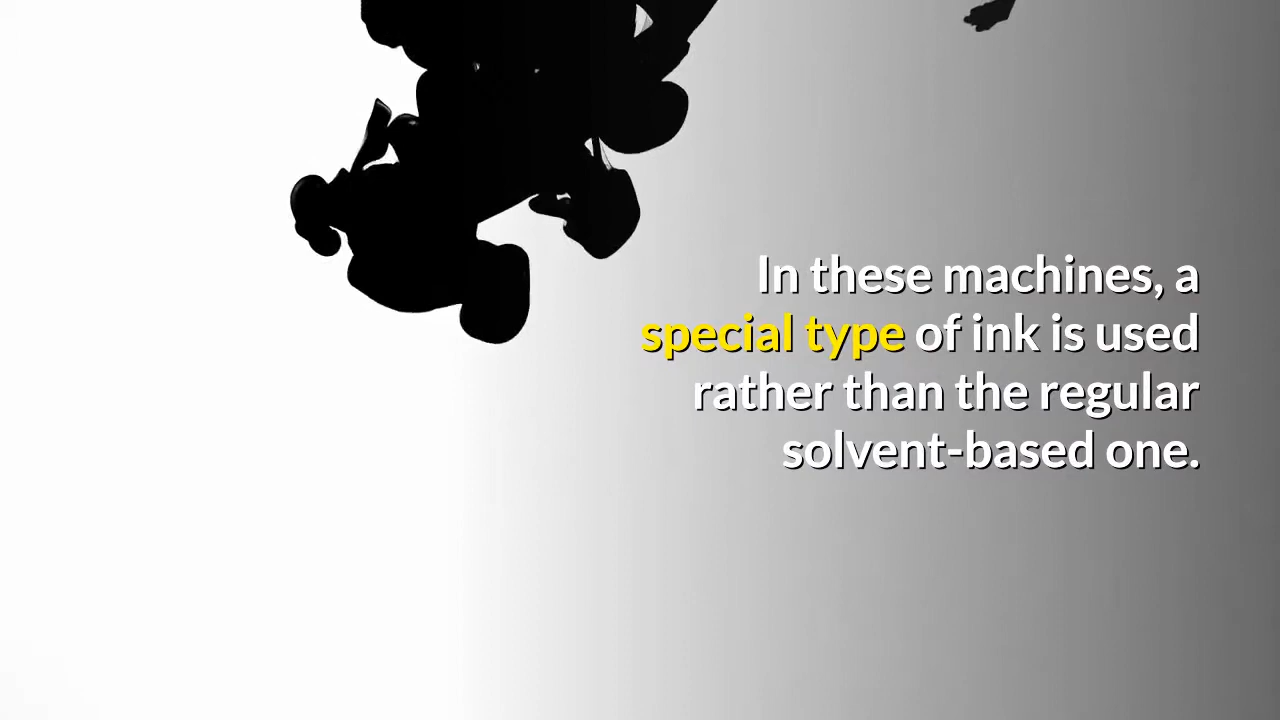 In these machines, a
special type of ink is used
rather than the regular
solvent-based one.